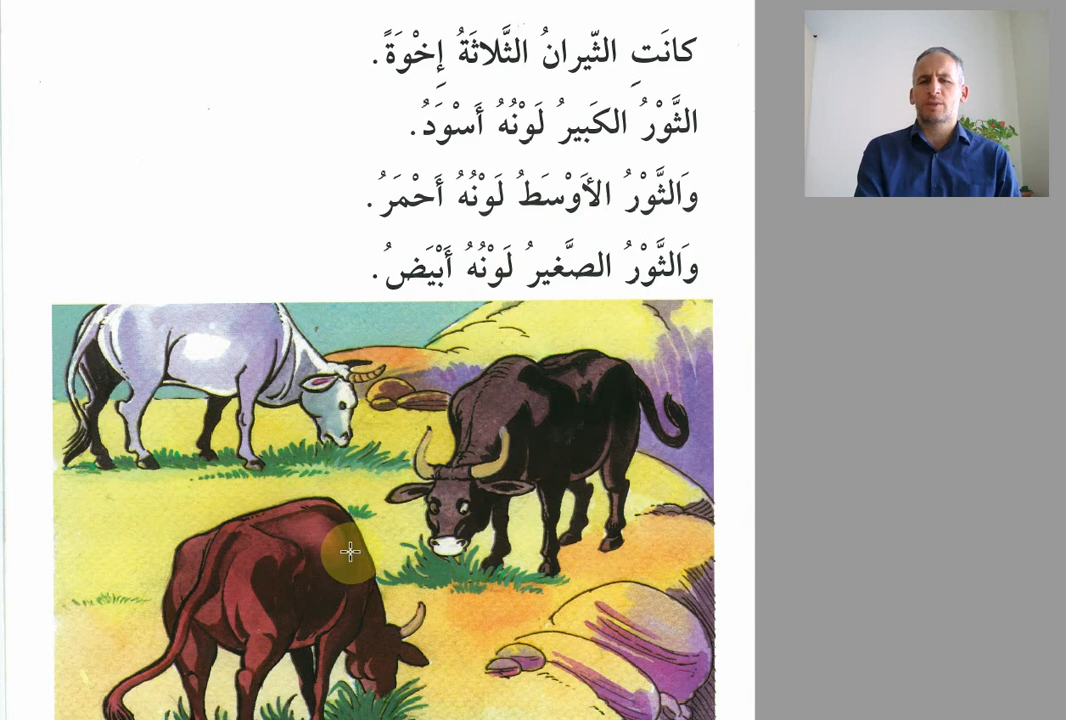 كانَتِ الثّيرانُ الثَّلاثَةُ إِخْوَةً.
الثَّوْرُ الكَبيرُ لَوْنُهُ أَسْوَدُ.
وَالثَّوْرُ الأَوْسَطُ لَوْنُهُ أَحْمَرُ.
وَالثَّوْرُ الصَّغيرُ لَوْنُهُ أَبْيَضُ.